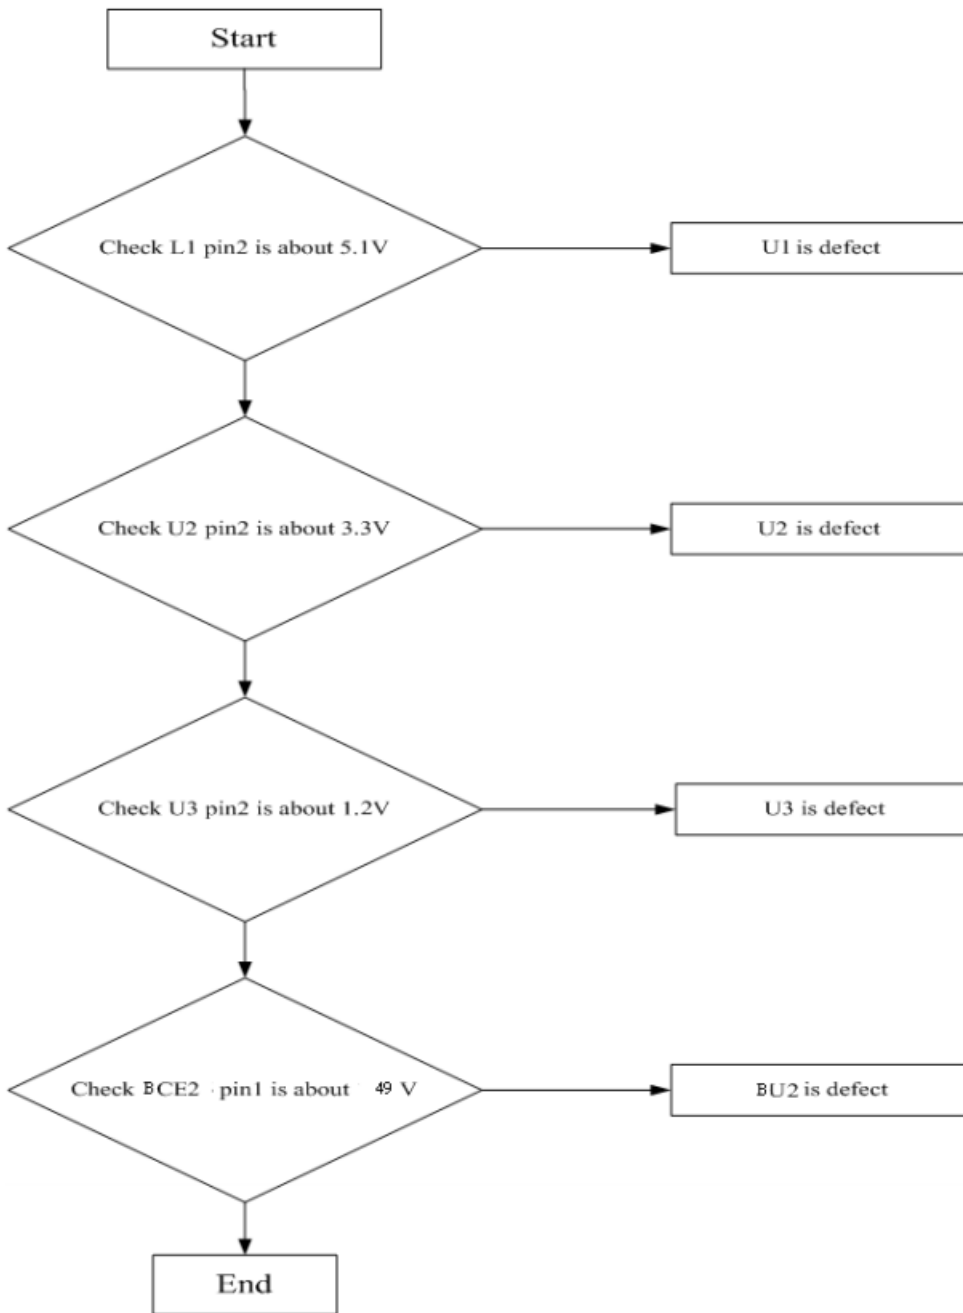 Start
Check L1 pin2 is about 5.1V
U1 is defect
Check U2 pin2 is about 3.3V
U2 is defect
Check U3 pin2 is about 1.2V
U3 is defect
Check BCE2 pin1 is about 49 V
BU2 is defect
End